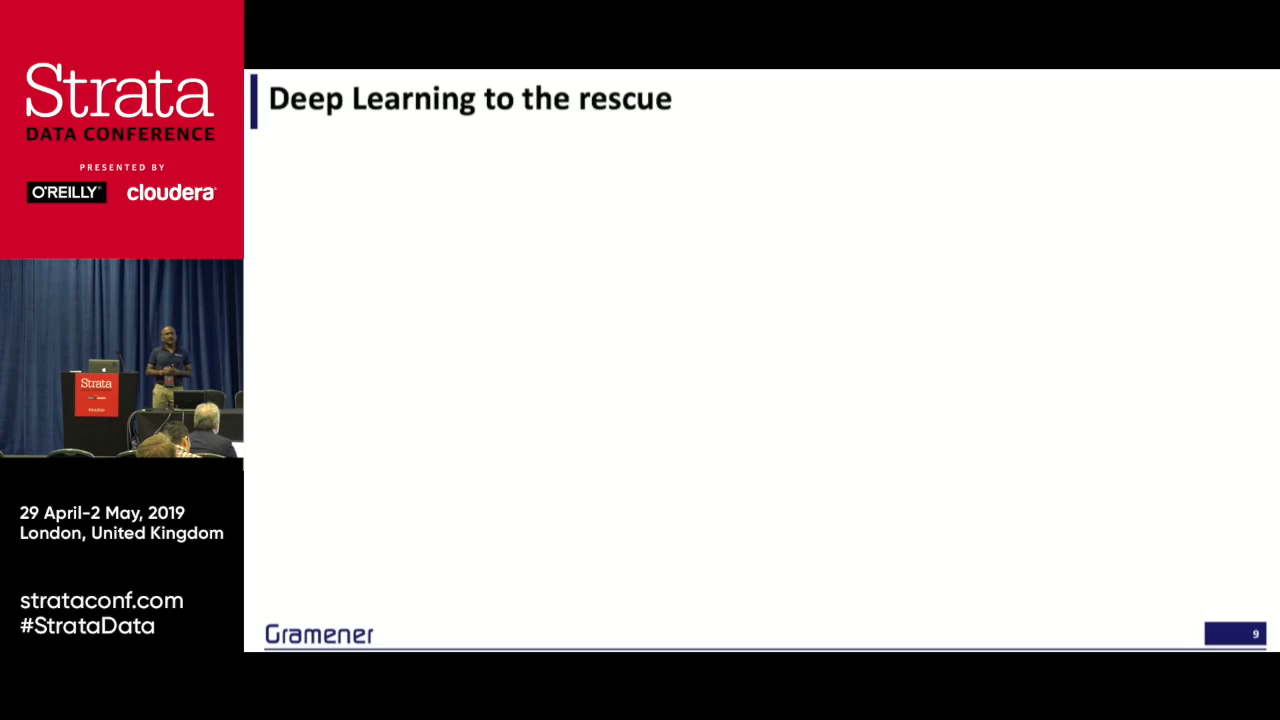 Strata
DATA CONFERENCE
PRESENTED BY
O'REILLY®
cloudera®
Strata
29 April-2 May, 2019
London, United Kingdom
strataconf.com
#StrataData
Deep Learning to the rescue
Gramener
9